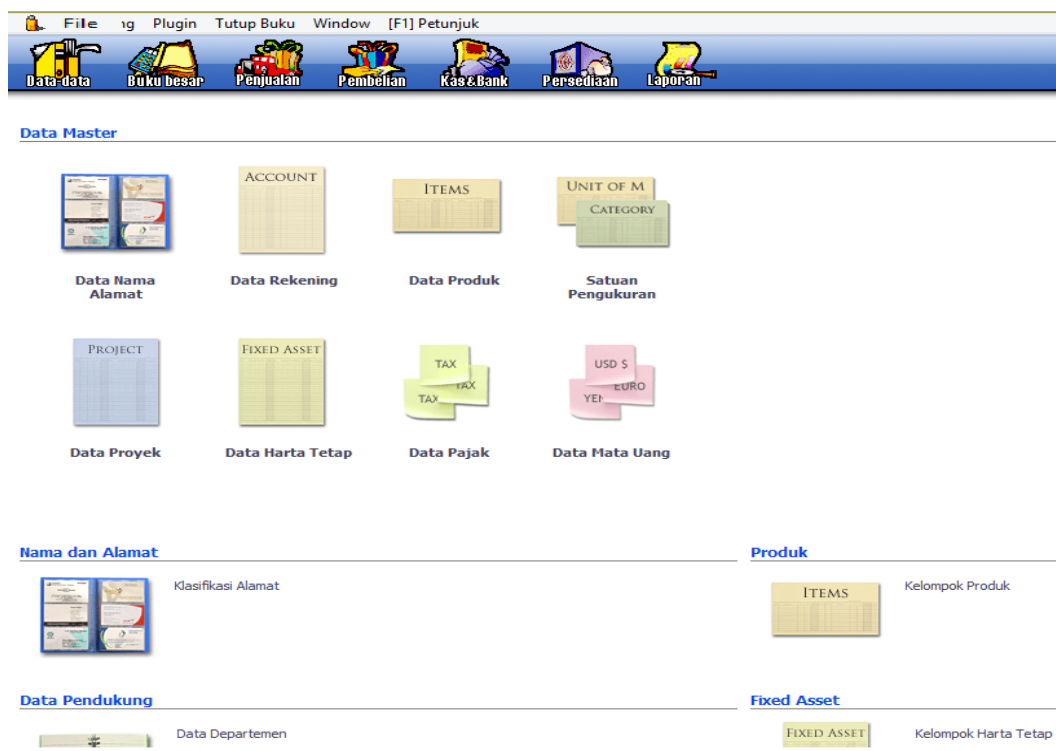 File ng Plugin Tutup Buku Window [F1] Petunjuk
Data-data Buku besar Penjualan Pembelian Kas&Bank Persediaan Laporan
Data Master
ACCOUNT
ITEMS
UNIT OF M
CATEGORY
Data Nama
Alamat
Data Rekening
Data Produk
Satuan
Pengukuran
PROJECT
FIXED ASSET
TAX
TAX
TAX
USD $
EURO
YEN
Data Proyek
Data Harta Tetap
Data Pajak
Data Mata Uang
Nama dan Alamat
Klasifikasi Alamat
Produk
ITEMS
Kelompok Produk
Data Pendukung
Data Departemen
Fixed Asset
FIXED ASSET
Kelompok Harta Tetap